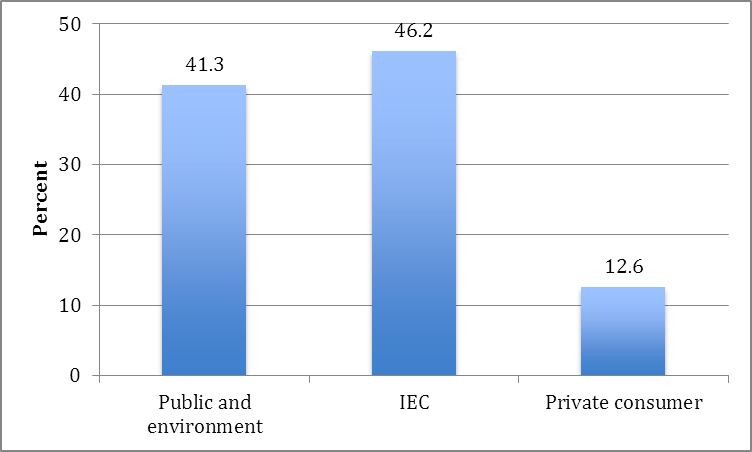 50
40
30
20
10
0
Percent
41.3
46.2
12.6
Public and
environment
IEC
Private consumer